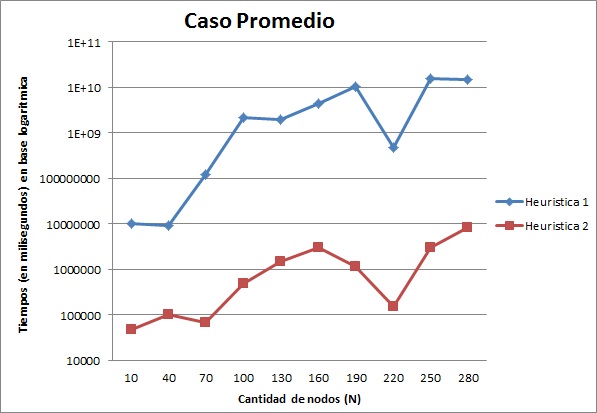 Caso Promedio
Tiempos (en milisegundos) en base logaritmica
1E+11
1E+10
1E+09
100000000
10000000
1000000
100000
10000
10 40 70 100 130 160 190 220 250 280
Cantidad de nodos (N)
Heuristica 1
Heuristica 2